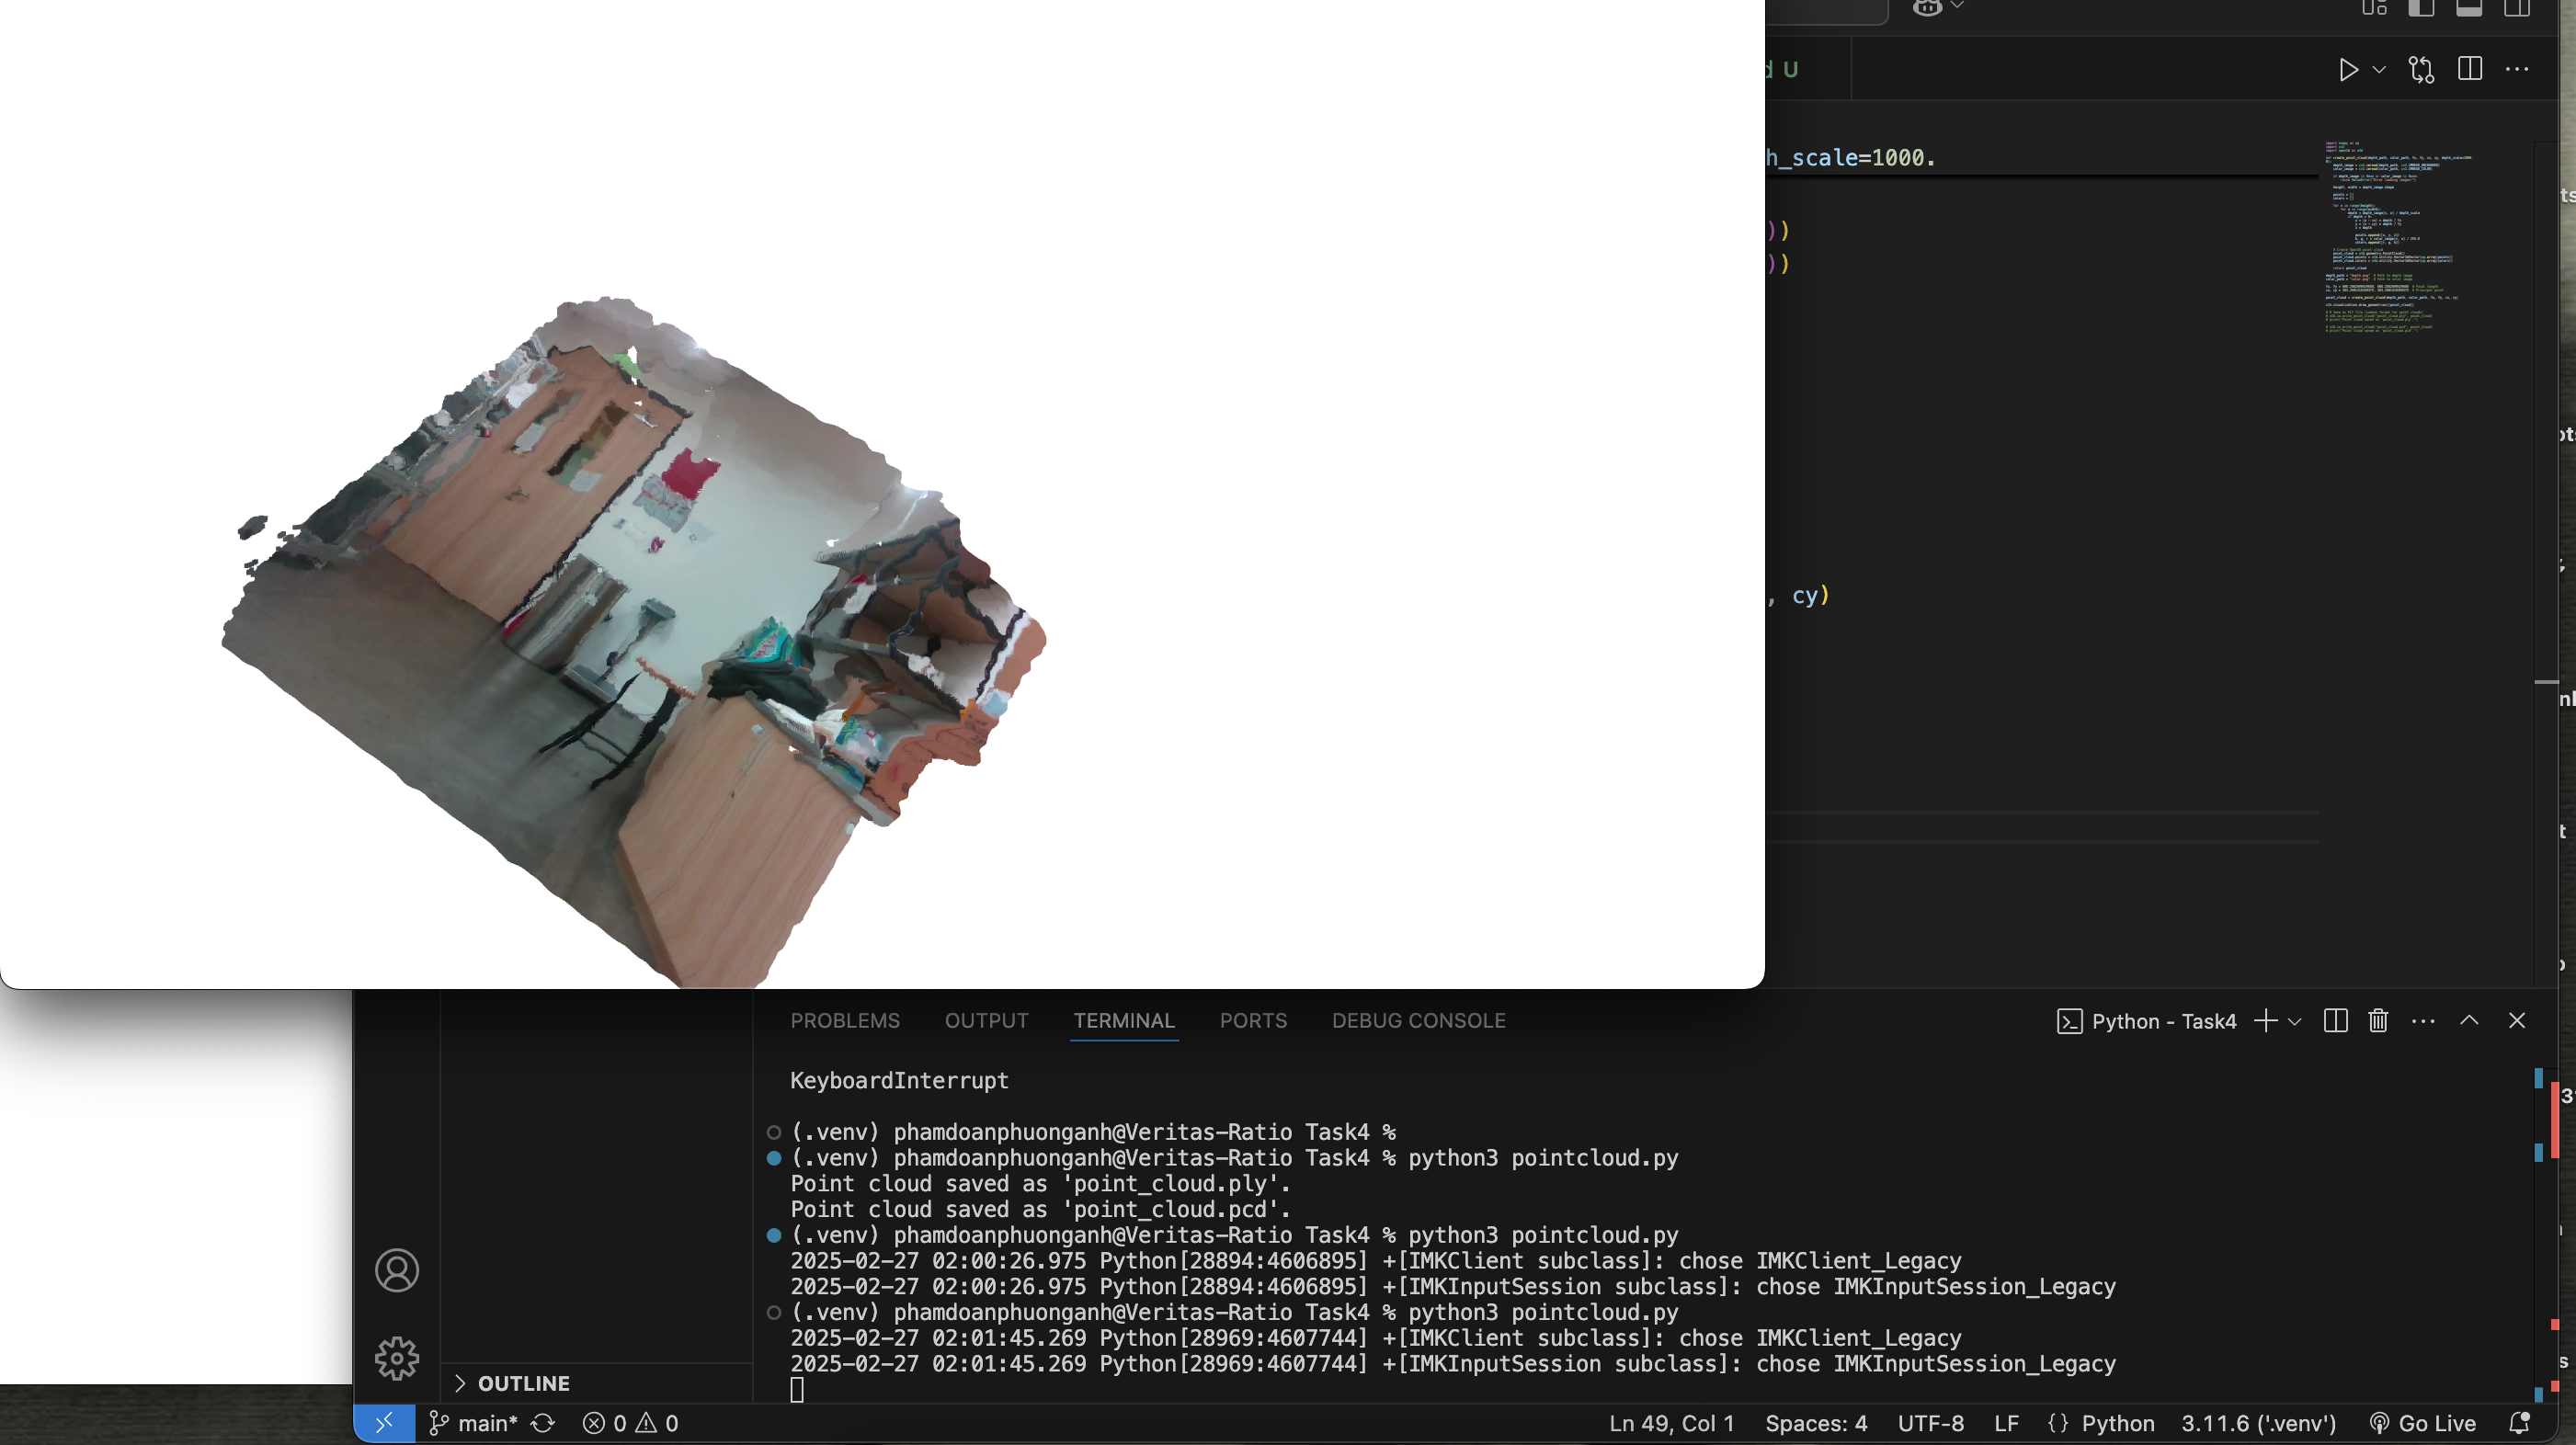 d U
h_scale=1000.
))
))
, cy)
PROBLEMS OUTPUT TERMINAL PORTS DEBUG CONSOLE
Python - Task4
KeyboardInterrupt
(.venv) phamdoanphuonganh@Veritas-Ratio Task4 %
(.venv) phamdoanphuonganh@Veritas-Ratio Task4 % python3 pointcloud.py
Point cloud saved as 'point_cloud.ply'.
Point cloud saved as 'point_cloud.pcd'.
(.venv) phamdoanphuonganh@Veritas-Ratio Task4 % python3 pointcloud.py
2025-02-27 02:00:26.975 Python[28894:4606895] +[IMKClient subclass]: chose IMKClient_Legacy
2025-02-27 02:00:26.975 Python[28894:4606895] +[IMKInputSession subclass]: chose IMKInputSession_Legacy
(.venv) phamdoanphuonganh@Veritas-Ratio Task4 % python3 pointcloud.py
2025-02-27 02:01:45.269 Python[28969:4607744] +[IMKClient subclass]: chose IMKClient_Legacy
2025-02-27 02:01:45.269 Python[28969:4607744] +[IMKInputSession subclass]: chose IMKInputSession_Legacy
OUTLINE
main* 0 0 Ln 49, Col 1 Spaces: 4 UTF-8 LF {} Python 3.11.6 ('.venv') Go Live